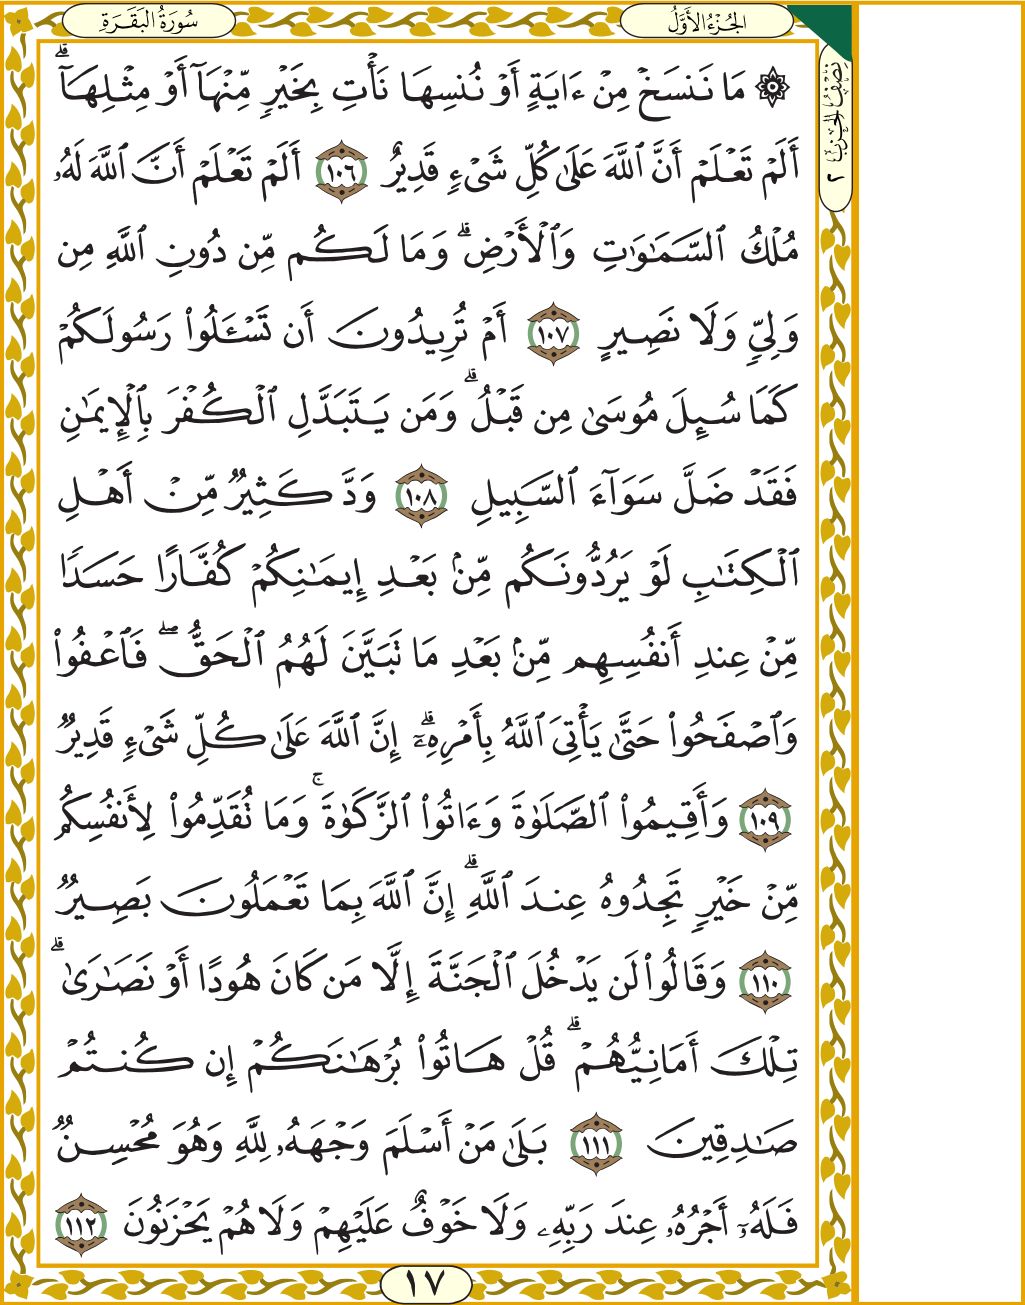 سُورَةُ البَقَرَةِ
الجُزْءُ الأَوَّلُ
نِصْفُ الحِزْبِ ٢
۞ مَا نَنسَخْ مِنْ ءَايَةٍ أَوْ نُنسِهَا نَأْتِ بِخَيْرٍ مِّنْهَآ أَوْ مِثْلِهَآ ۗ
أَلَمْ تَعْلَمْ أَنَّ ٱللَّهَ عَلَىٰ كُلِّ شَىْءٍ قَدِيرٌ ١٠٦ أَلَمْ تَعْلَمْ أَنَّ ٱللَّهَ لَهُۥ
مُلْكُ ٱلسَّمَـٰوَٰتِ وَٱلْأَرْضِ ۗ وَمَا لَكُم مِّن دُونِ ٱللَّهِ مِن
وَلِىٍّ وَلَا نَصِيرٍ ١٠٧ أَمْ تُرِيدُونَ أَن تَسْـَٔلُوا۟ رَسُولَكُمْ
كَمَا سُئِلَ مُوسَىٰ مِن قَبْلُ ۗ وَمَن يَتَبَدَّلِ ٱلْكُفْرَ بِٱلْإِيمَـٰنِ
فَقَدْ ضَلَّ سَوَآءَ ٱلسَّبِيلِ ١٠٨ وَدَّ كَثِيرٌ مِّنْ أَهْلِ
ٱلْكِتَـٰبِ لَوْ يَرُدُّونَكُم مِّنۢ بَعْدِ إِيمَـٰنِكُمْ كُفَّارًا حَسَدًا
مِّنْ عِندِ أَنفُسِهِم مِّنۢ بَعْدِ مَا تَبَيَّنَ لَهُمُ ٱلْحَقُّ ۖ فَٱعْفُوا۟
وَٱصْفَحُوا۟ حَتَّىٰ يَأْتِىَ ٱللَّهُ بِأَمْرِهِۦٓ ۗ إِنَّ ٱللَّهَ عَلَىٰ كُلِّ شَىْءٍ قَدِيرٌ
١٠٩ وَأَقِيمُوا۟ ٱلصَّلَوٰةَ وَءَاتُوا۟ ٱلزَّكَوٰةَ ۚ وَمَا تُقَدِّمُوا۟ لِأَنفُسِكُم
مِّنْ خَيْرٍ تَجِدُوهُ عِندَ ٱللَّهِ ۗ إِنَّ ٱللَّهَ بِمَا تَعْمَلُونَ بَصِيرٌ
١١٠ وَقَالُوا۟ لَن يَدْخُلَ ٱلْجَنَّةَ إِلَّا مَن كَانَ هُودًا أَوْ نَصَـٰرَىٰ ۗ
تِلْكَ أَمَانِيُّهُمْ ۗ قُلْ هَاتُوا۟ بُرْهَـٰنَكُمْ إِن كُنتُمْ
صَـٰدِقِينَ ١١١ بَلَىٰ مَنْ أَسْلَمَ وَجْهَهُۥ لِلَّهِ وَهُوَ مُحْسِنٌ
فَلَهُۥٓ أَجْرُهُۥ عِندَ رَبِّهِۦ وَلَا خَوْفٌ عَلَيْهِمْ وَلَا هُمْ يَحْزَنُونَ ١١٢
١٧